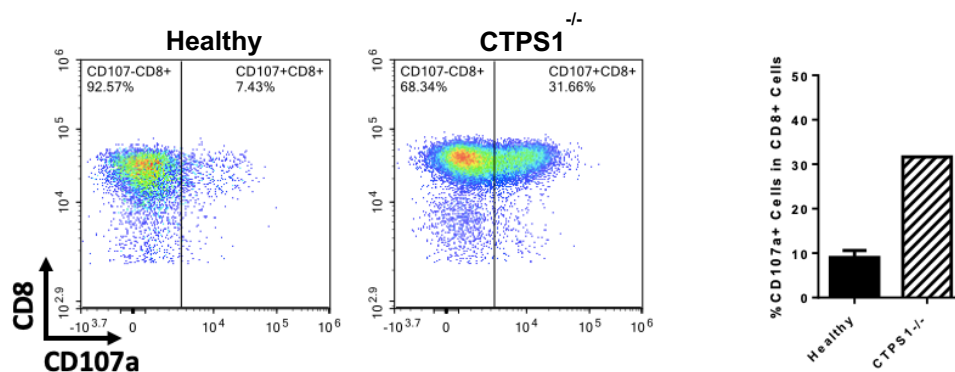 Healthy
CD107-CD8+
92.57%
CD107+CD8+
7.43%
10^6
10^5
10^4
10^2.9
-10^3.7
0
10^4
10^5
10^6
CD8
CD107a
CTPS1-/-
CD107-CD8+
68.34%
CD107+CD8+
31.66%
10^6
10^5
10^4
10^2.9
-10^3.7
0
10^4
10^5
10^6
%CD107a+ Cells in CD8+ Cells
50
40
30
20
10
0
Healthy
CTPS1-/-